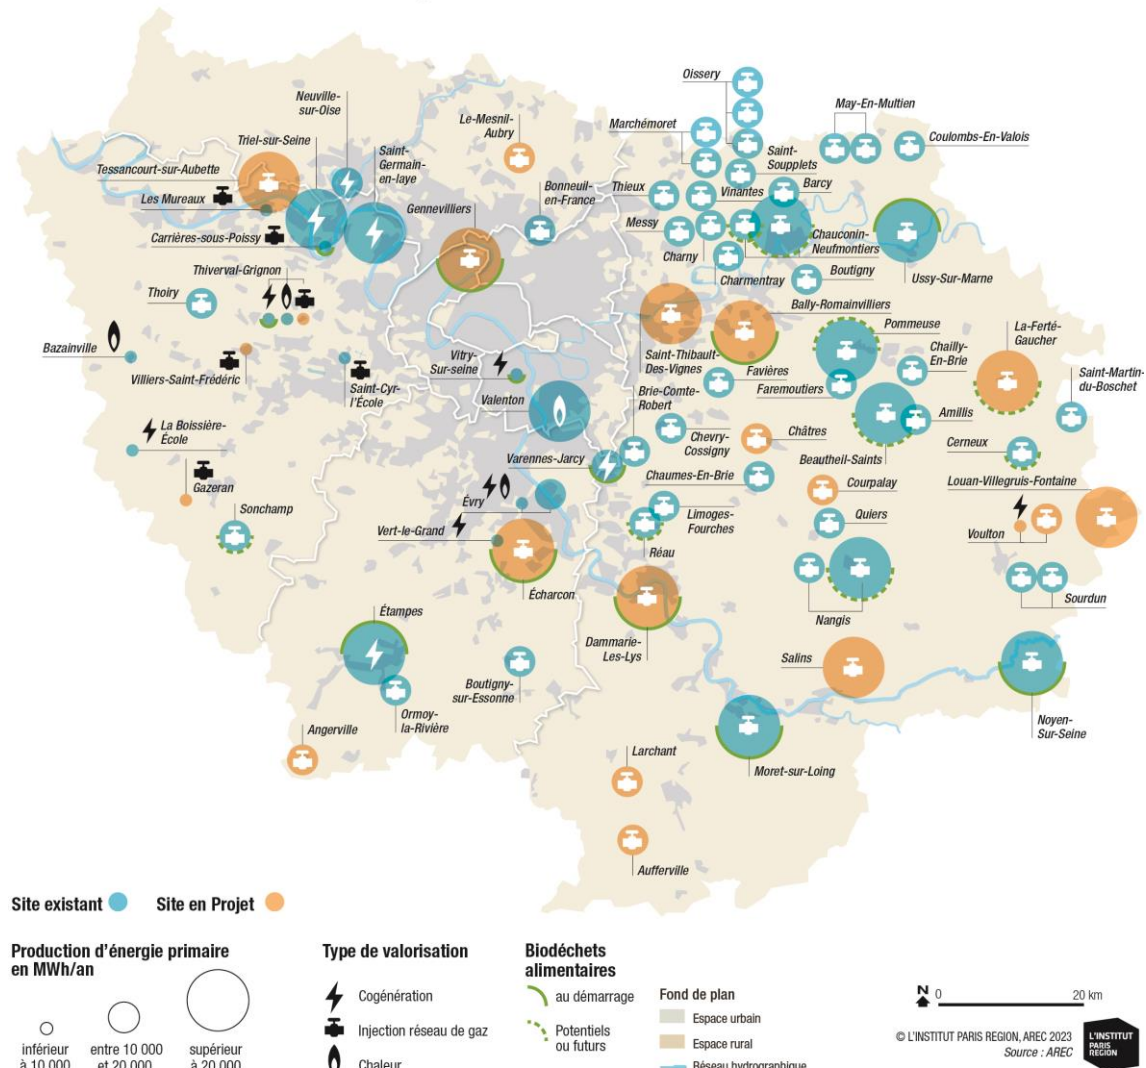 Oissery
May-En-Multien
Neuville-
sur-Oise
Le-Mesnil-
Aubry
Marchémoret
Coulombs-En-Valois
Triel-sur-Seine
Saint-
Germain-
en-laye
Saint-
Soupplets
Tessancourt-sur-Aubette
Les Mureaux
Bonneuil-
en-France
Thieux
Vinantes
Barcy
Gennevilliers
Messy
Carrières-sous-Poissy
Chauconin-
Neufmontiers
Charny
Charmentray
Boutigny
Ussy-Sur-Marne
Thiverval-Grignon
Thoiry
Bally-Romainvilliers
Pommeuse
La-Ferté-
Gaucher
Bazainville
Villiers-Saint-Frédéric
Saint-Cyr-
l'École
Vitry-
Sur-seine
Saint-Thibault-
Des-Vignes
Favières
Faremoutiers
Chailly-
En-Brie
Saint-Martin-
du-Boschet
Valenton
Brie-Comte-
Robert
Amillis
La Boissière-
École
Chevry-
Cossigny
Châtres
Beautheil-Saints
Cerneux
Varennes-Jarcy
Chaumes-En-Brie
Courpalay
Louan-Villegruis-Fontaine
Gazeran
Évry
Sonchamp
Vert-le-Grand
Limoges-
Fourches
Quiers
Voulton
Réau
Écharcon
Nangis
Sourdun
Étampes
Dammarie-
Les-Lys
Salins
Boutigny-
sur-Essonne
Ormoy-
la-Rivière
Noyen-
Sur-Seine
Angerville
Larchant
Moret-sur-Loing
Aufferville
Site existant
Site en Projet
Production d'énergie primaire
en MWh/an
inférieur
à 10 000
entre 10 000
et 20 000
supérieur
à 20 000
Type de valorisation
Cogénération
Injection réseau de gaz
Chaleur
Biodéchets
alimentaires
au démarrage
Potentiels
ou futurs
Fond de plan
Espace urbain
Espace rural
Réseau hydrographique
N
0
20 km
© L'INSTITUT PARIS REGION, AREC 2023
Source : AREC
L'INSTITUT
PARIS
REGION